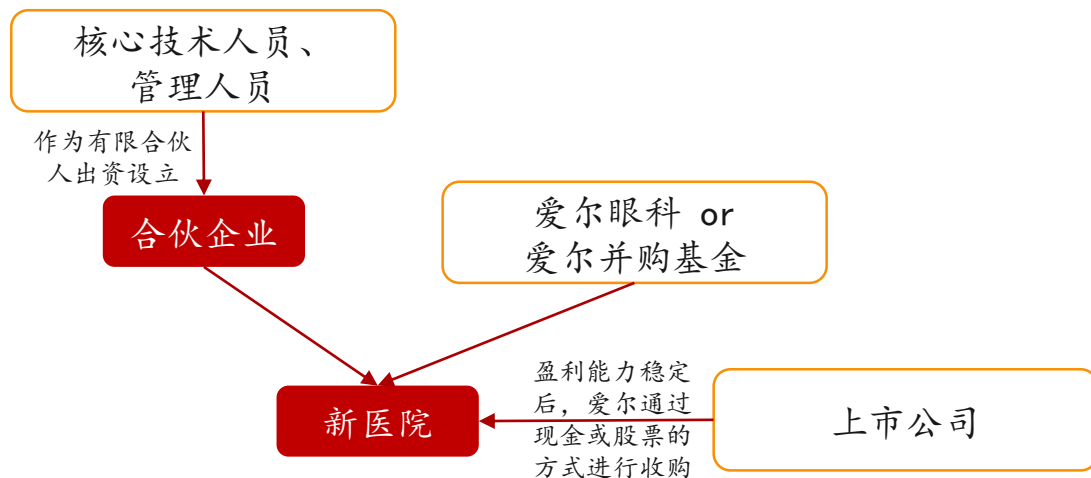 核心技术人员、
管理人员
作为有限合伙
人出资设立
合伙企业
爱尔眼科 or
爱尔并购基金
新医院
盈利能力稳定
后，爱尔通过
现金或股票的
方式进行收购
上市公司